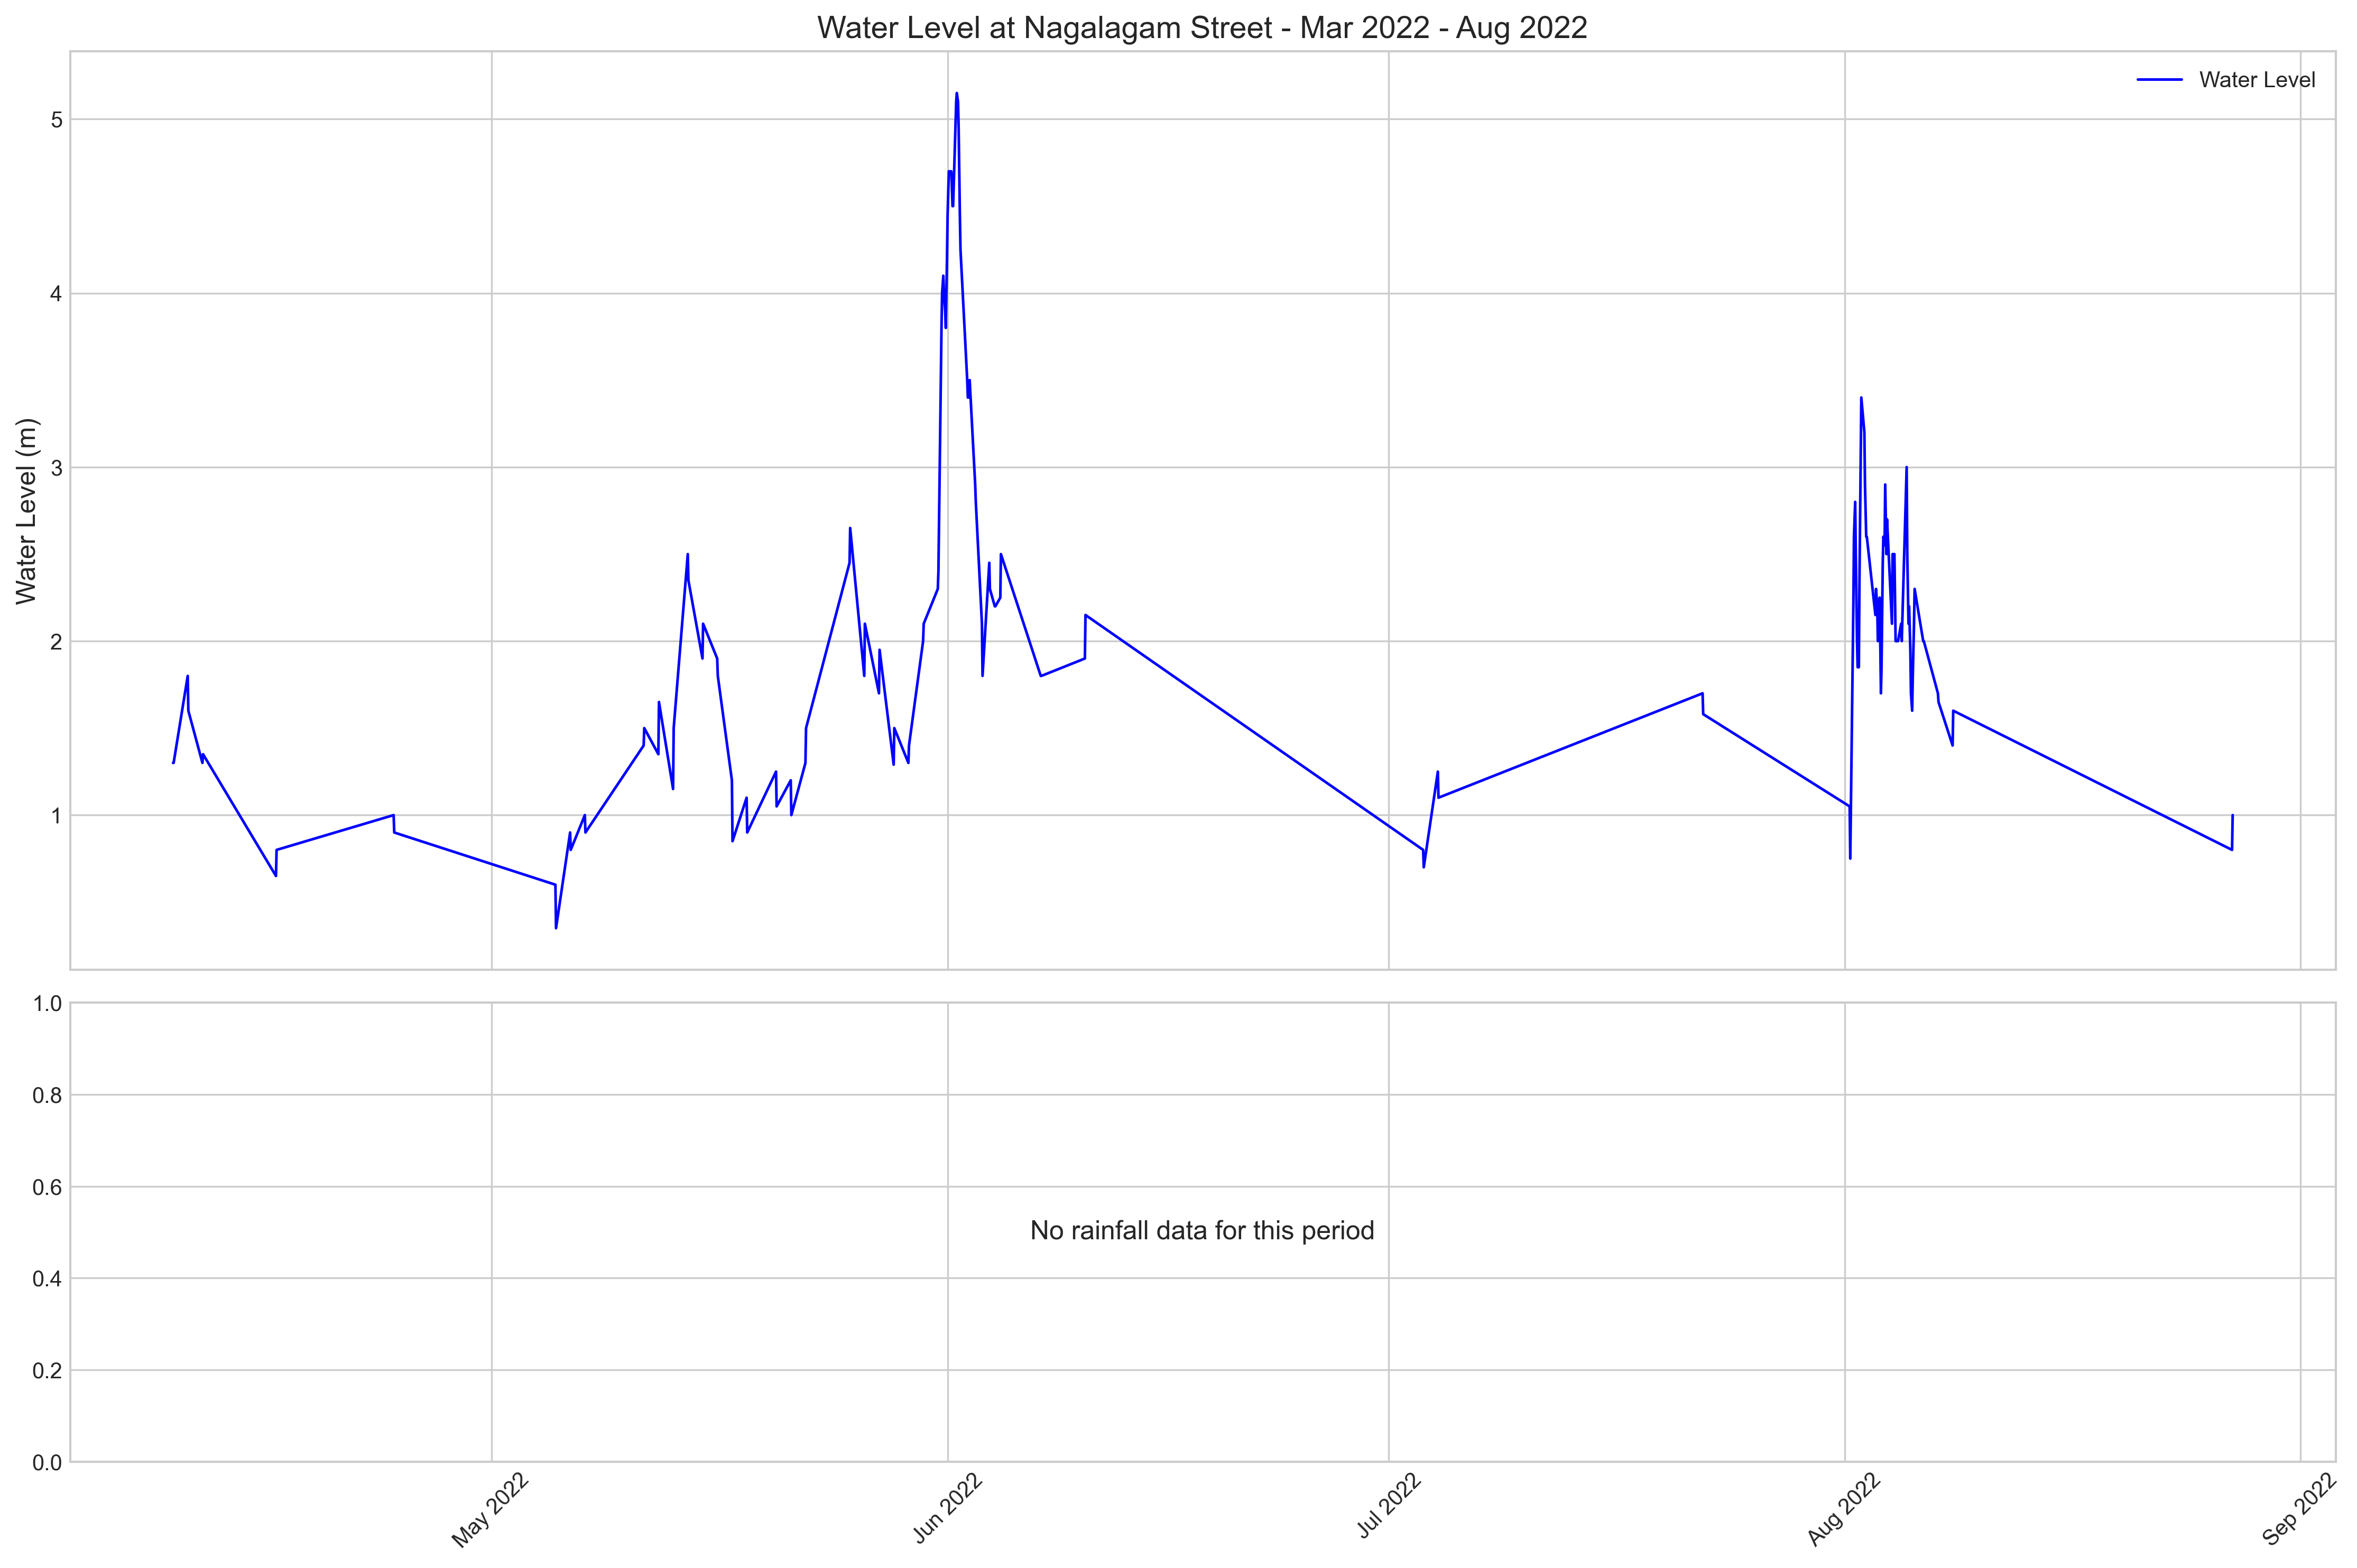 Water Level at Nagalagam Street - Mar 2022 - Aug 2022
Water Level
Water Level (m)
5
4
3
2
1
1.0
0.8
0.6
0.4
0.2
0.0
No rainfall data for this period
May 2022
Jun 2022
Jul 2022
Aug 2022
Sep 2022